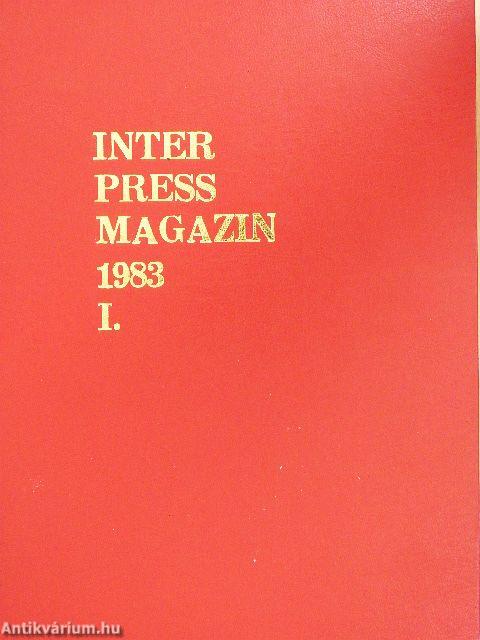 INTER
PRESS
MAGAZIN
1983
I.
Antikvárium.hu